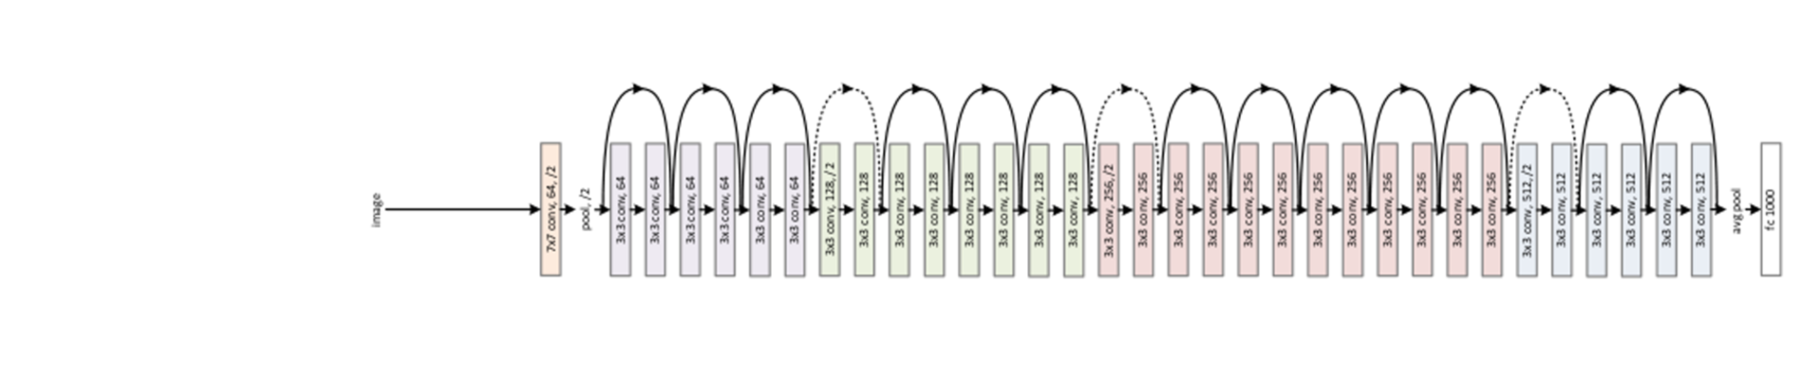 image
7x7 conv, 64, /2
pool, /2
3x3 conv, 64
3x3 conv, 64
3x3 conv, 64
3x3 conv, 64
3x3 conv, 64
3x3 conv, 64
3x3 conv, 128, /2
3x3 conv, 128
3x3 conv, 128
3x3 conv, 128
3x3 conv, 128
3x3 conv, 128
3x3 conv, 128
3x3 conv, 128
3x3 conv, 256, /2
3x3 conv, 256
3x3 conv, 256
3x3 conv, 256
3x3 conv, 256
3x3 conv, 256
3x3 conv, 256
3x3 conv, 256
3x3 conv, 256
3x3 conv, 256
3x3 conv, 256
3x3 conv, 256
3x3 conv, 512, /2
3x3 conv, 512
3x3 conv, 512
3x3 conv, 512
3x3 conv, 512
3x3 conv, 512
avg pool
fc 1000